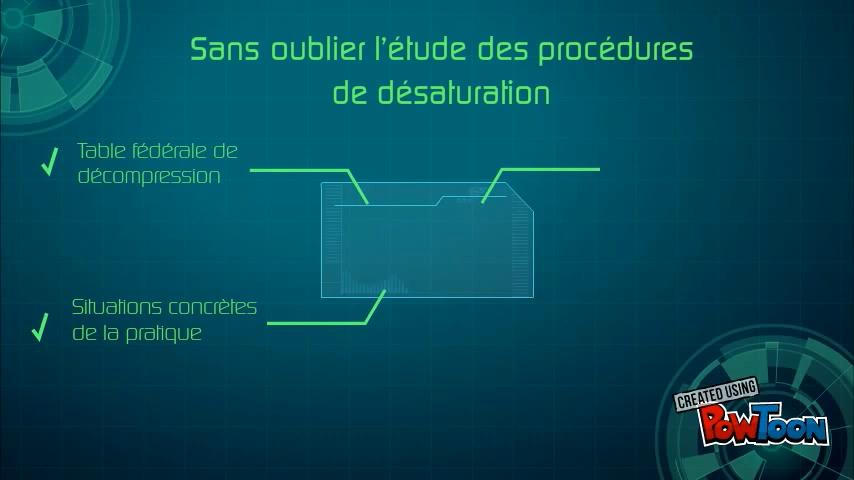 Sans oublier l'étude des procédures
de désaturation
Table fédérale de
décompression
Situations concrètes
de la pratique
CREATED USING
POWTOON